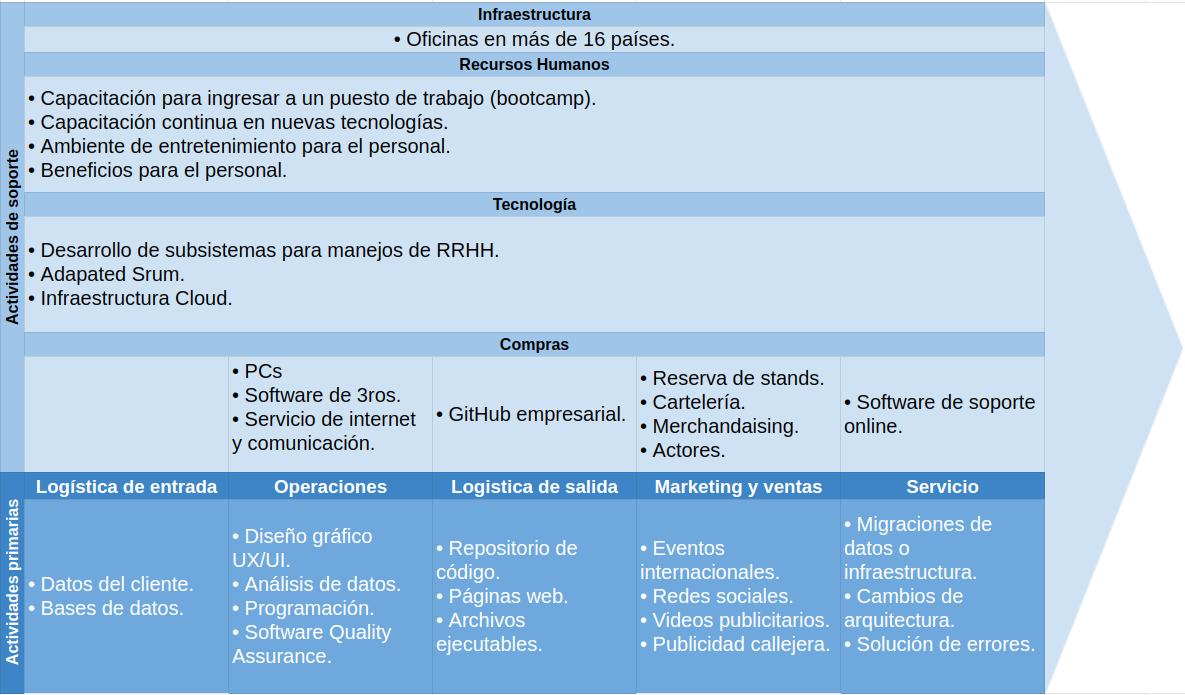 Infraestructura
• Oficinas en más de 16 países.
Recursos Humanos
• Capacitación para ingresar a un puesto de trabajo (bootcamp).
• Capacitación continua en nuevas tecnologías.
• Ambiente de entretenimiento para el personal.
• Beneficios para el personal.
Tecnología
• Desarrollo de subsistemas para manejos de RRHH.
• Adapated Srum.
• Infraestructura Cloud.
Actividades de soporte
Compras
• PCs
• Software de 3ros.
• Servicio de internet
y comunicación.
• GitHub empresarial.
• Reserva de stands.
• Cartelería.
• Merchandaising.
• Actores.
• Software de soporte
online.
Actividades primarias
Logística de entrada
• Datos del cliente.
• Bases de datos.
Operaciones
• Diseño gráfico
UX/UI.
• Análisis de datos.
• Programación.
• Software Quality
Assurance.
Logistica de salida
• Repositorio de
código.
• Páginas web.
• Archivos
ejecutables.
Marketing y ventas
• Eventos
internacionales.
• Redes sociales.
• Videos publicitarios.
• Publicidad callejera.
Servicio
• Migraciones de
datos o
infraestructura.
• Cambios de
arquitectura.
• Solución de errores.